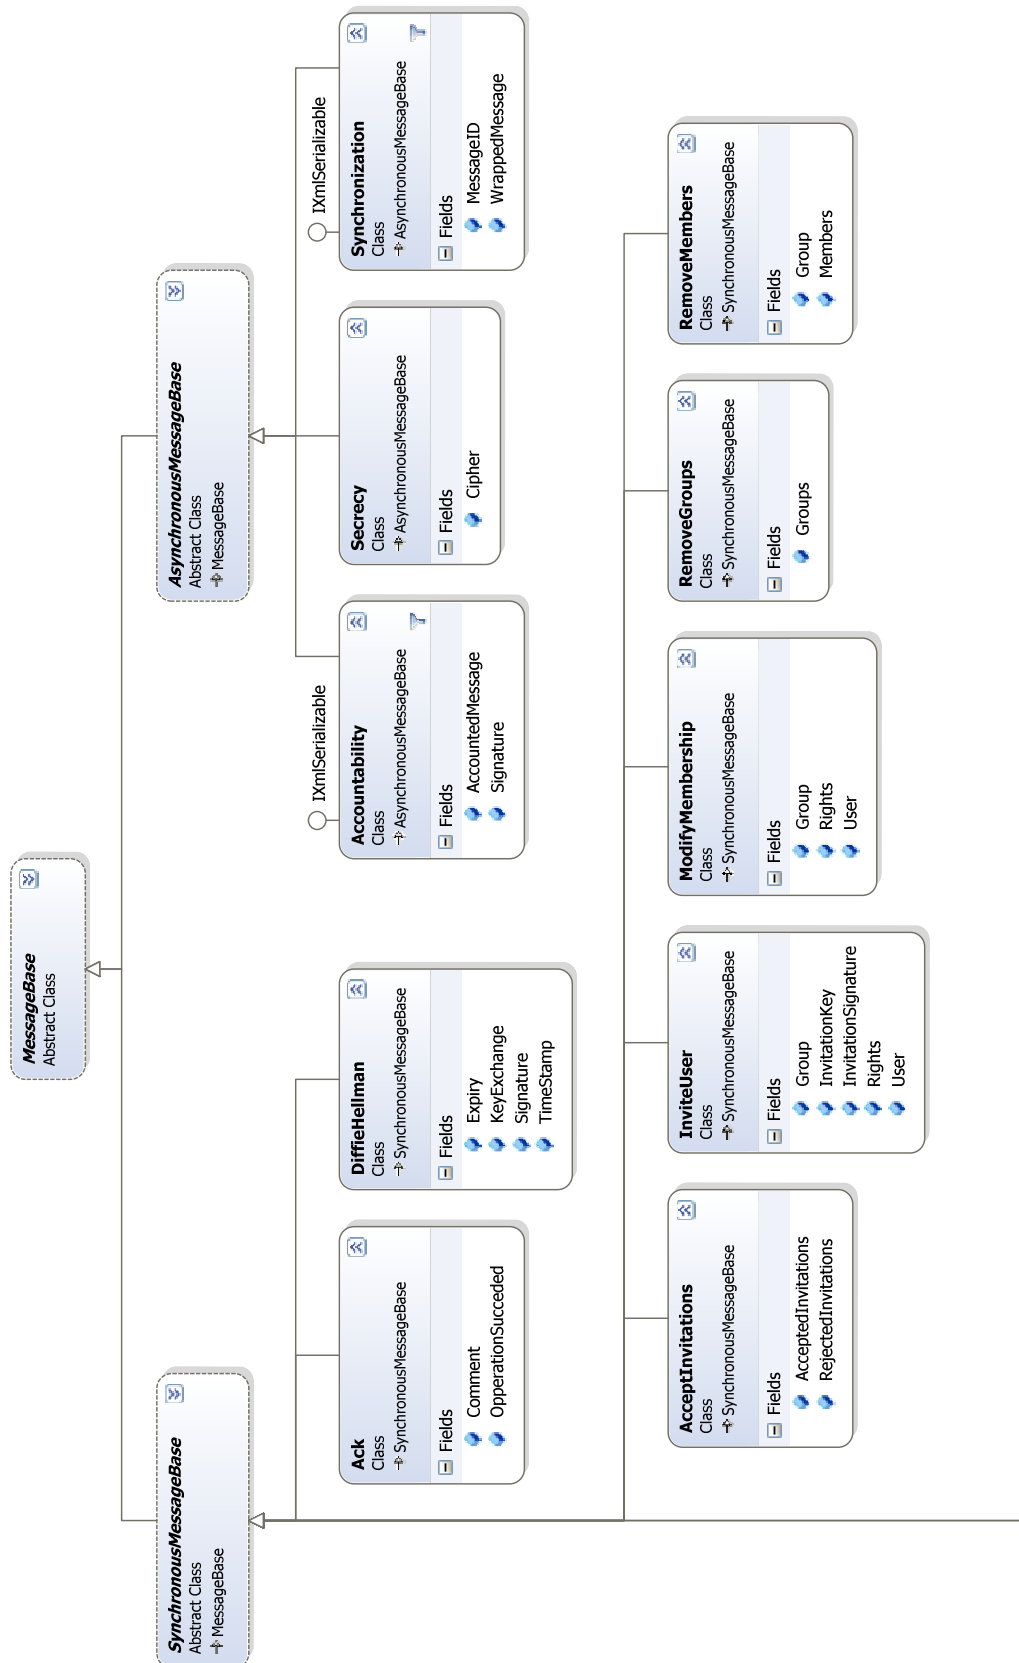 MessageBase
Abstract Class
SynchronousMessageBase
Abstract Class
MessageBase
AsynchronousMessageBase
Abstract Class
MessageBase
Ack
Class
SynchronousMessageBase
Fields
Comment
OpperationSucceded
DiffieHellman
Class
SynchronousMessageBase
Fields
Expiry
KeyExchange
Signature
TimeStamp
IXmlSerializable
Accountability
Class
AsynchronousMessageBase
Fields
AccountedMessage
Signature
Secrecy
Class
AsynchronousMessageBase
Fields
Cipher
IXmlSerializable
Synchronization
Class
AsynchronousMessageBase
Fields
MessageID
WrappedMessage
AcceptInvitations
Class
SynchronousMessageBase
Fields
AcceptedInvitations
RejectedInvitations
InviteUser
Class
SynchronousMessageBase
Fields
Group
InvitationKey
InvitationSignature
Rights
User
ModifyMembership
Class
SynchronousMessageBase
Fields
Group
Rights
User
RemoveGroups
Class
SynchronousMessageBase
Fields
Groups
RemoveMembers
Class
SynchronousMessageBase
Fields
Group
Members